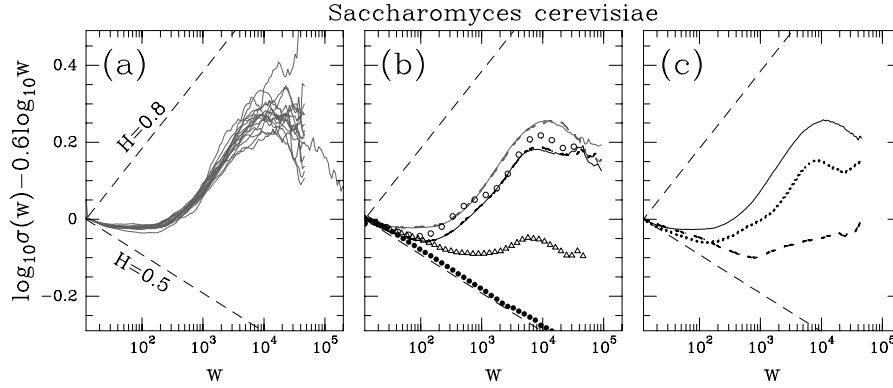 Saccharomyces cerevisiae
log₁₀σ(w)−0.6log₁₀w
0.4
0.2
0
−0.2
(a)
H=0.8
H=0.5
10² 10³ 10⁴ 10⁵
w
(b)
10² 10³ 10⁴ 10⁵
w
(c)
10² 10³ 10⁴ 10⁵
w